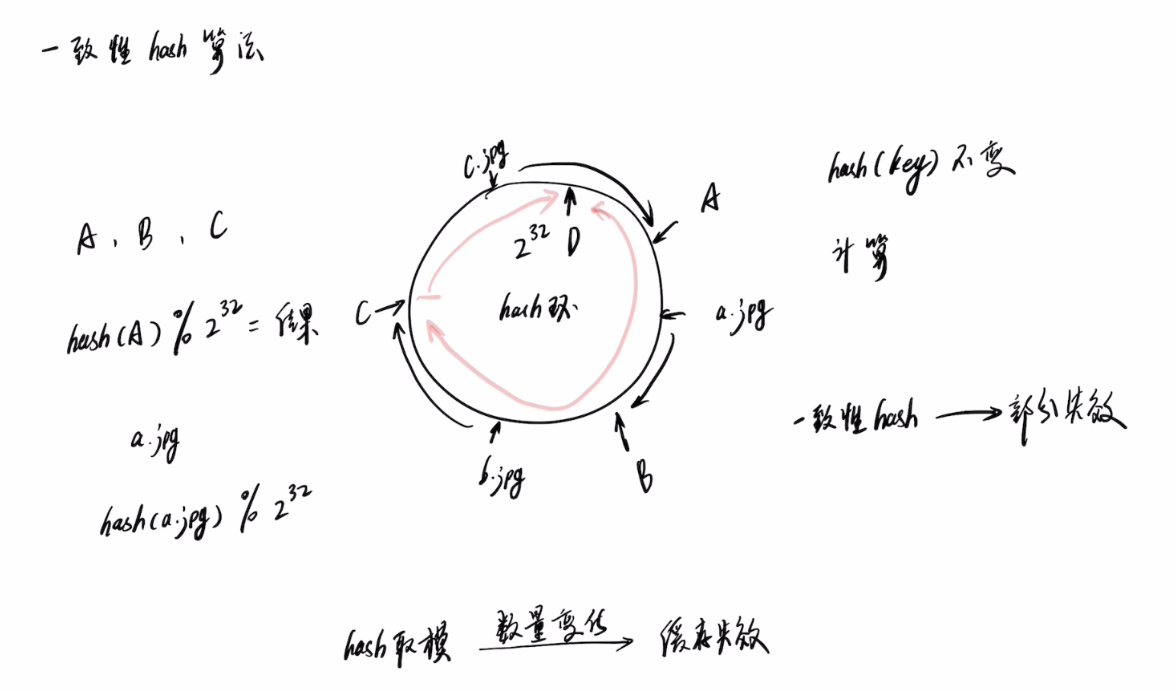 一致性 hash 算法
c.jpg
hash(key) 不变
A
A、B、C
2^32 D
计算
hash环
C
a.jpg
hash(A) % 2^32 = 结果
一致性hash → 部分失效
a.jpg
b.jpg
B
hash(a.jpg) % 2^32
hash取模 数量变化 → 缓存失效